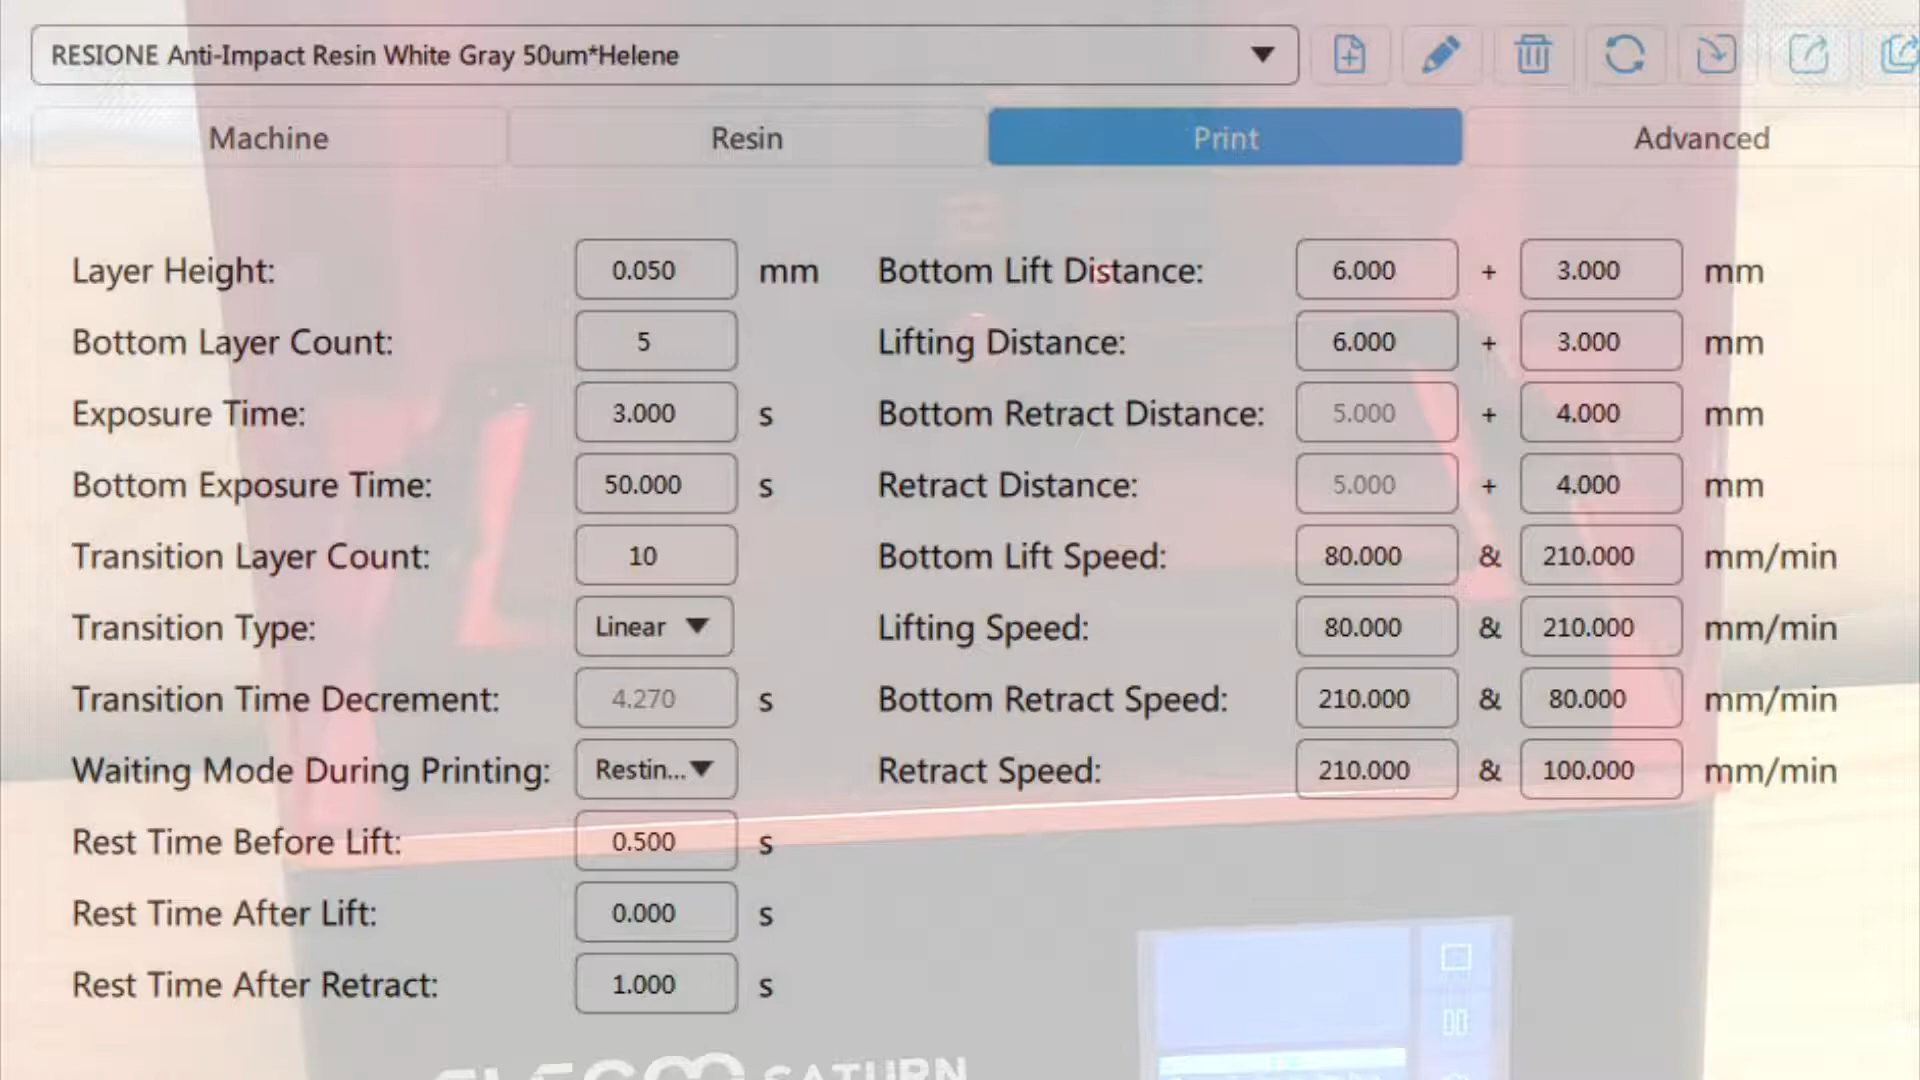 RESIONE Anti-Impact Resin White Gray 50um*Helene
Machine Resin Print Advanced
Layer Height: 0.050 mm Bottom Lift Distance: 6.000 + 3.000 mm
Bottom Layer Count: 5 Lifting Distance: 6.000 + 3.000 mm
Exposure Time: 3.000 s Bottom Retract Distance: 5.000 + 4.000 mm
Bottom Exposure Time: 50.000 s Retract Distance: 5.000 + 4.000 mm
Transition Layer Count: 10 Bottom Lift Speed: 80.000 & 210.000 mm/min
Transition Type: Linear Lifting Speed: 80.000 & 210.000 mm/min
Transition Time Decrement: 4.270 s Bottom Retract Speed: 210.000 & 80.000 mm/min
Waiting Mode During Printing: Restin... Retract Speed: 210.000 & 100.000 mm/min
Rest Time Before Lift: 0.500 s
Rest Time After Lift: 0.000 s
Rest Time After Retract: 1.000 s
ELEGOO SATURN